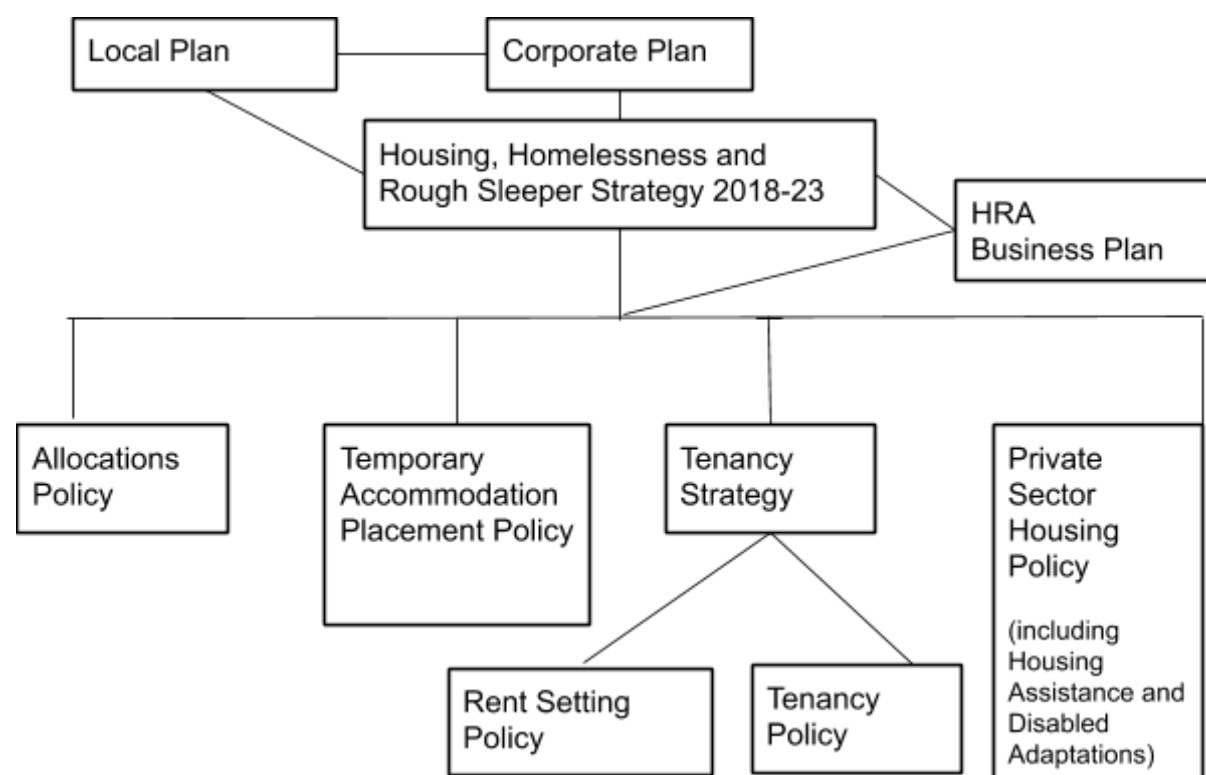 Local Plan
Corporate Plan
Housing, Homelessness and
Rough Sleeper Strategy 2018-23
HRA
Business Plan
Allocations
Policy
Temporary
Accommodation
Placement Policy
Tenancy
Strategy
Private
Sector
Housing
Policy
(including
Housing
Assistance and
Disabled
Adaptations)
Rent Setting
Policy
Tenancy
Policy